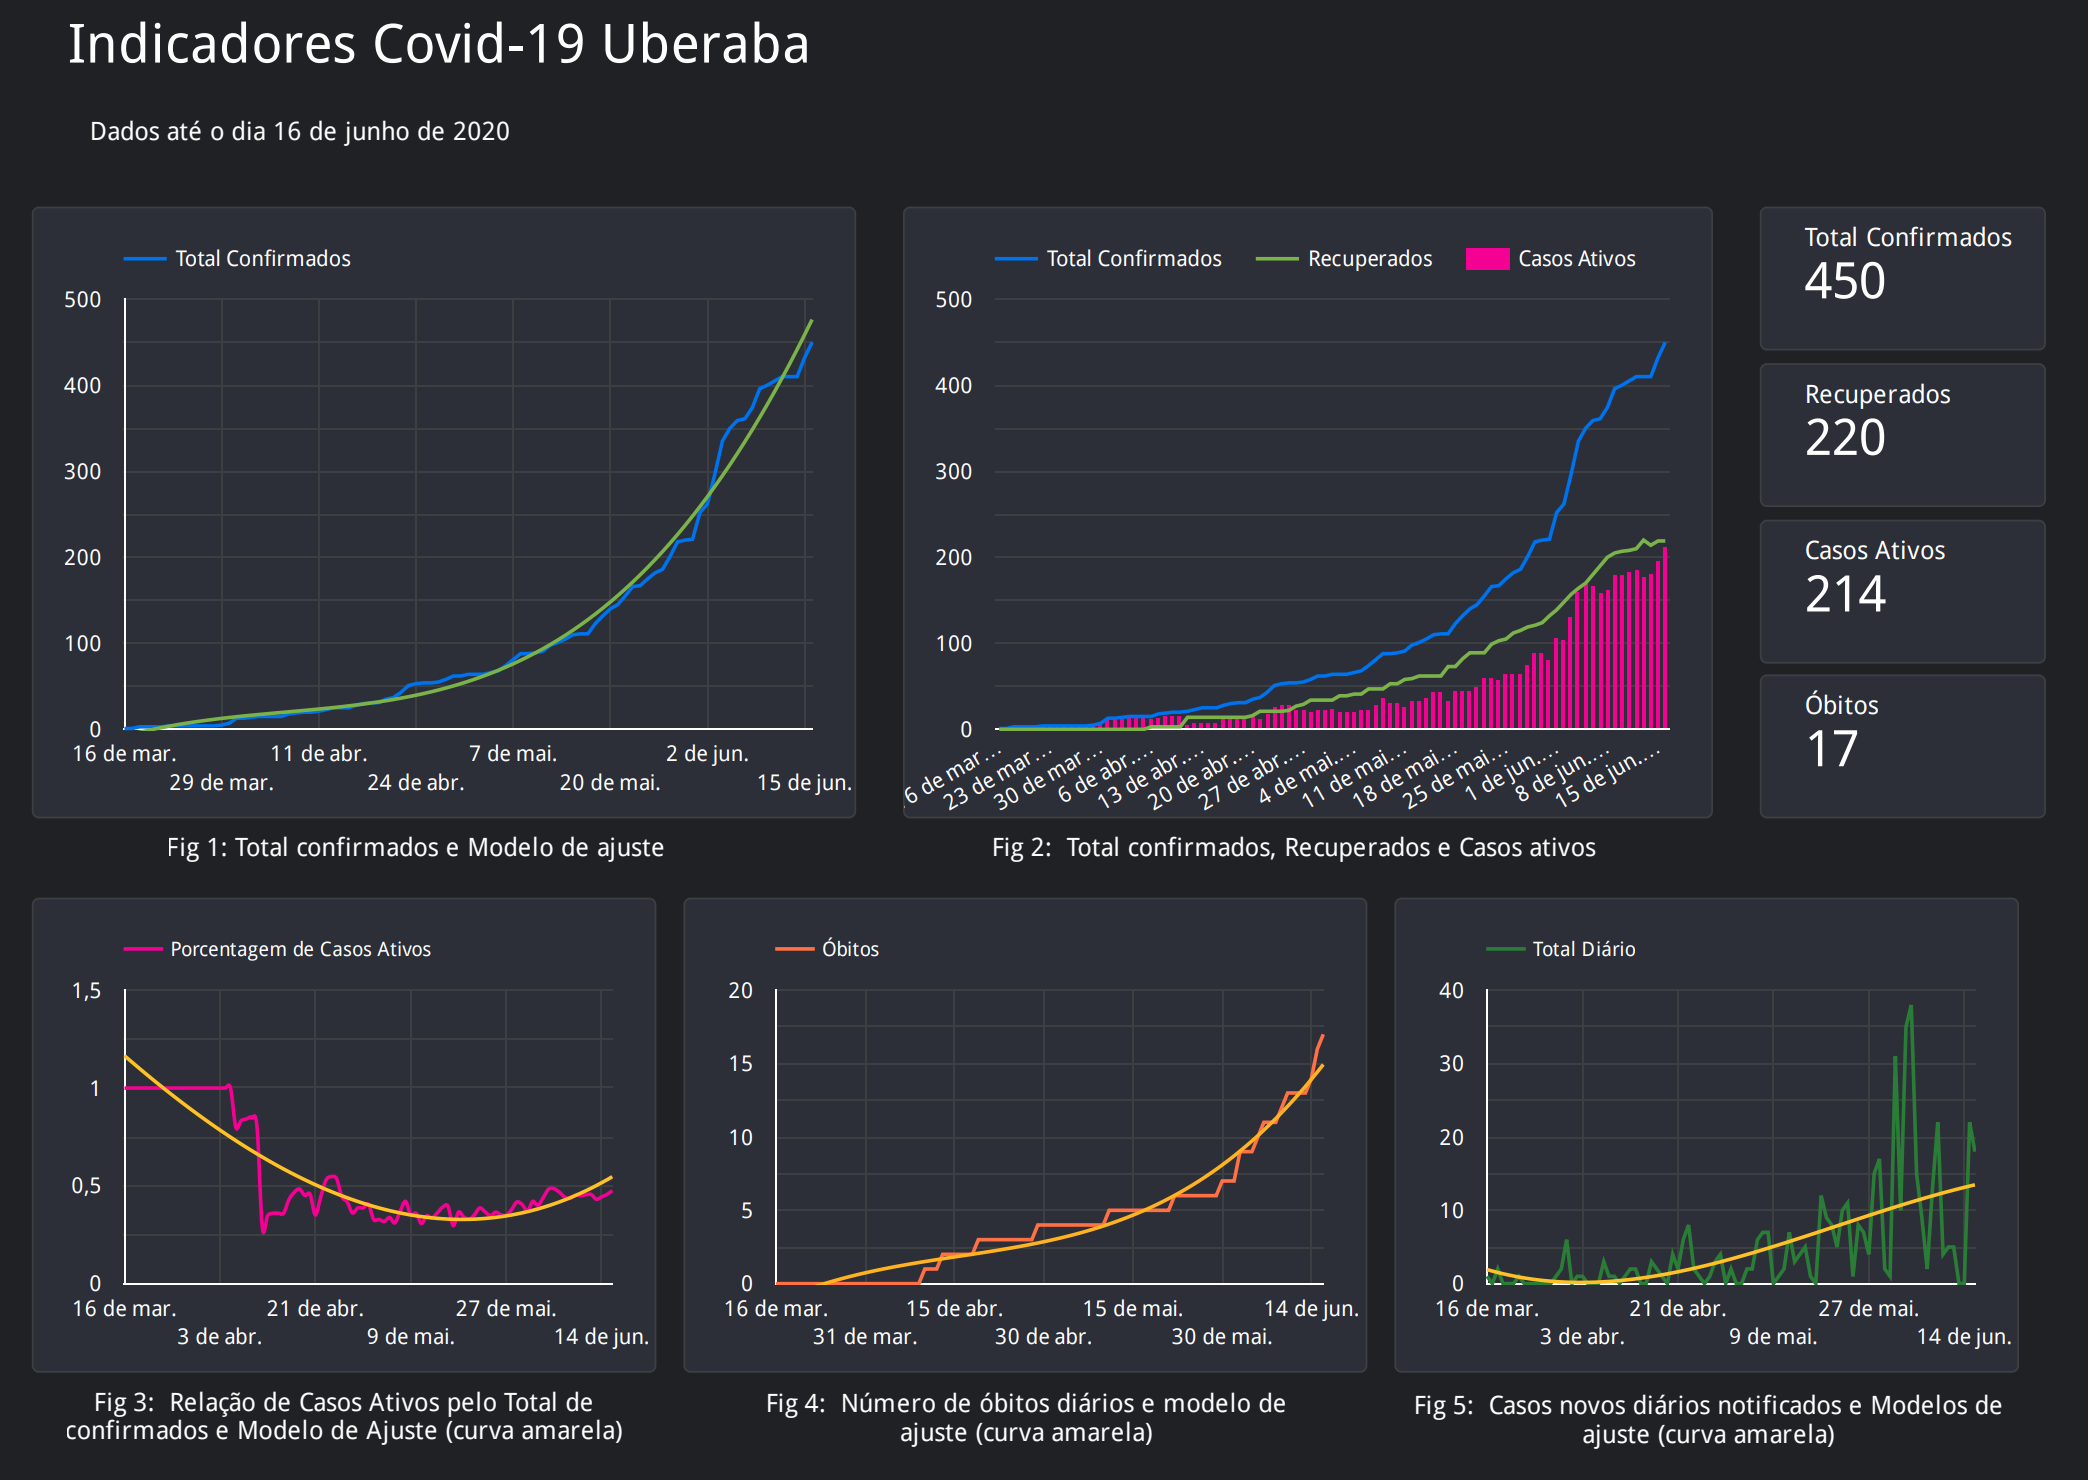 Indicadores Covid-19 Uberaba
Dados até o dia 16 de junho de 2020
Total Confirmados
500
400
300
200
100
0
16 de mar.
11 de abr.
7 de mai.
2 de jun.
29 de mar.
24 de abr.
20 de mai.
15 de jun.
Fig 1: Total confirmados e Modelo de ajuste
Total Confirmados
Recuperados
Casos Ativos
500
400
300
200
100
0
6 de mar…
23 de mar…
30 de mar…
6 de abr.…
13 de abr.…
20 de abr.…
27 de abr.…
4 de mai.…
11 de mai.…
18 de mai.…
25 de mai.…
1 de jun.…
8 de jun.…
15 de jun.…
Fig 2: Total confirmados, Recuperados e Casos ativos
Total Confirmados
450
Recuperados
220
Casos Ativos
214
Óbitos
17
Porcentagem de Casos Ativos
1,5
1
0,5
0
16 de mar.
21 de abr.
27 de mai.
3 de abr.
9 de mai.
14 de jun.
Fig 3: Relação de Casos Ativos pelo Total de
confirmados e Modelo de Ajuste (curva amarela)
Óbitos
20
15
10
5
0
16 de mar.
15 de abr.
15 de mai.
14 de jun.
31 de mar.
30 de abr.
30 de mai.
Fig 4: Número de óbitos diários e modelo de
ajuste (curva amarela)
Total Diário
40
30
20
10
0
16 de mar.
21 de abr.
27 de mai.
3 de abr.
9 de mai.
14 de jun.
Fig 5: Casos novos diários notificados e Modelos de
ajuste (curva amarela)